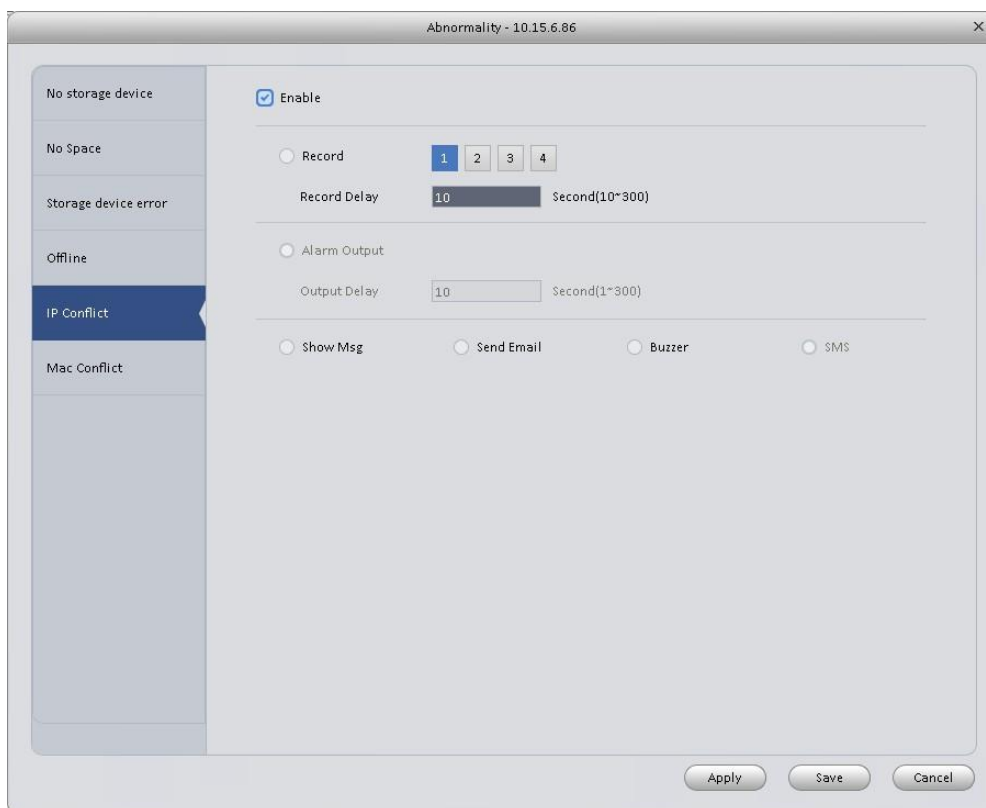 Abnormality - 10.15.6.86
No storage device
No Space
Storage device error
Offline
IP Conflict
Mac Conflict
Enable
Record 1 2 3 4
Record Delay 10 Second(10~300)
Alarm Output
Output Delay 10 Second(1~300)
Show Msg Send Email Buzzer SMS
Apply Save Cancel